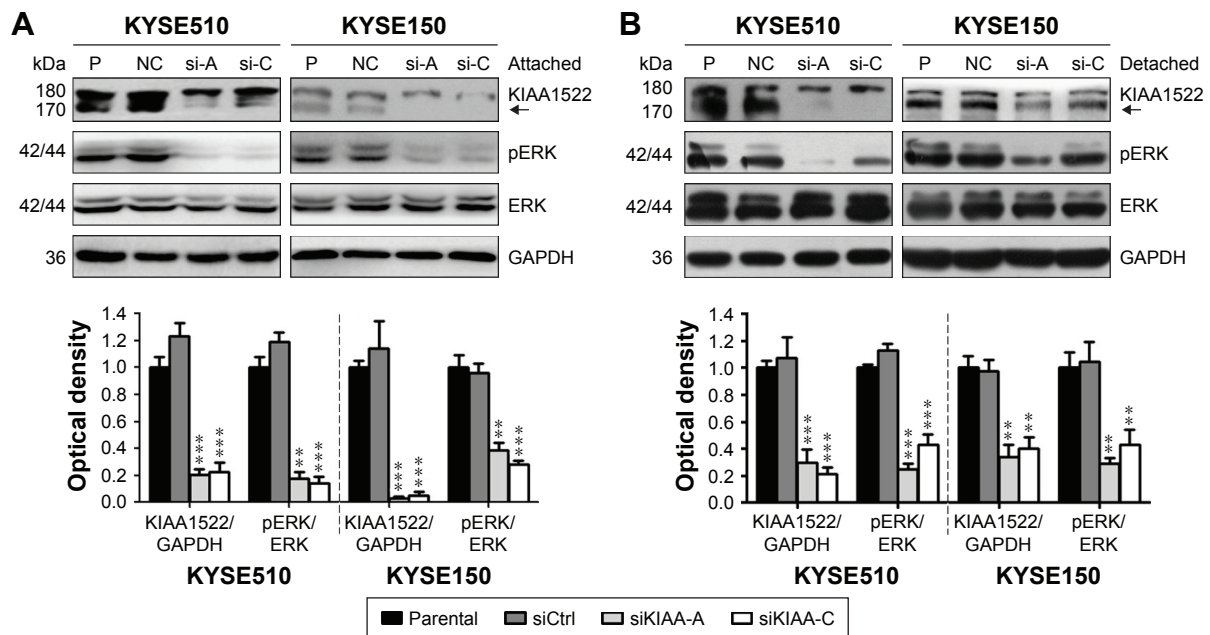 A
KYSE510 KYSE150
kDa P NC si-A si-C P NC si-A si-C Attached
180 KIAA1522
170
42/44 pERK
42/44 ERK
36 GAPDH
Optical density
1.4
1.2
1.0
0.8
0.6
0.4
0.2
0.0
*** *** ** *** *** *** ** ***
KIAA1522/ pERK/ KIAA1522/ pERK/
GAPDH ERK GAPDH ERK
KYSE510 KYSE150
B
KYSE510 KYSE150
kDa P NC si-A si-C P NC si-A si-C Detached
180 KIAA1522
170
42/44 pERK
42/44 ERK
36 GAPDH
Optical density
1.4
1.2
1.0
0.8
0.6
0.4
0.2
0.0
*** *** *** *** ** ** ** **
KIAA1522/ pERK/ KIAA1522/ pERK/
GAPDH ERK GAPDH ERK
KYSE510 KYSE150
Parental siCtrl siKIAA-A siKIAA-C